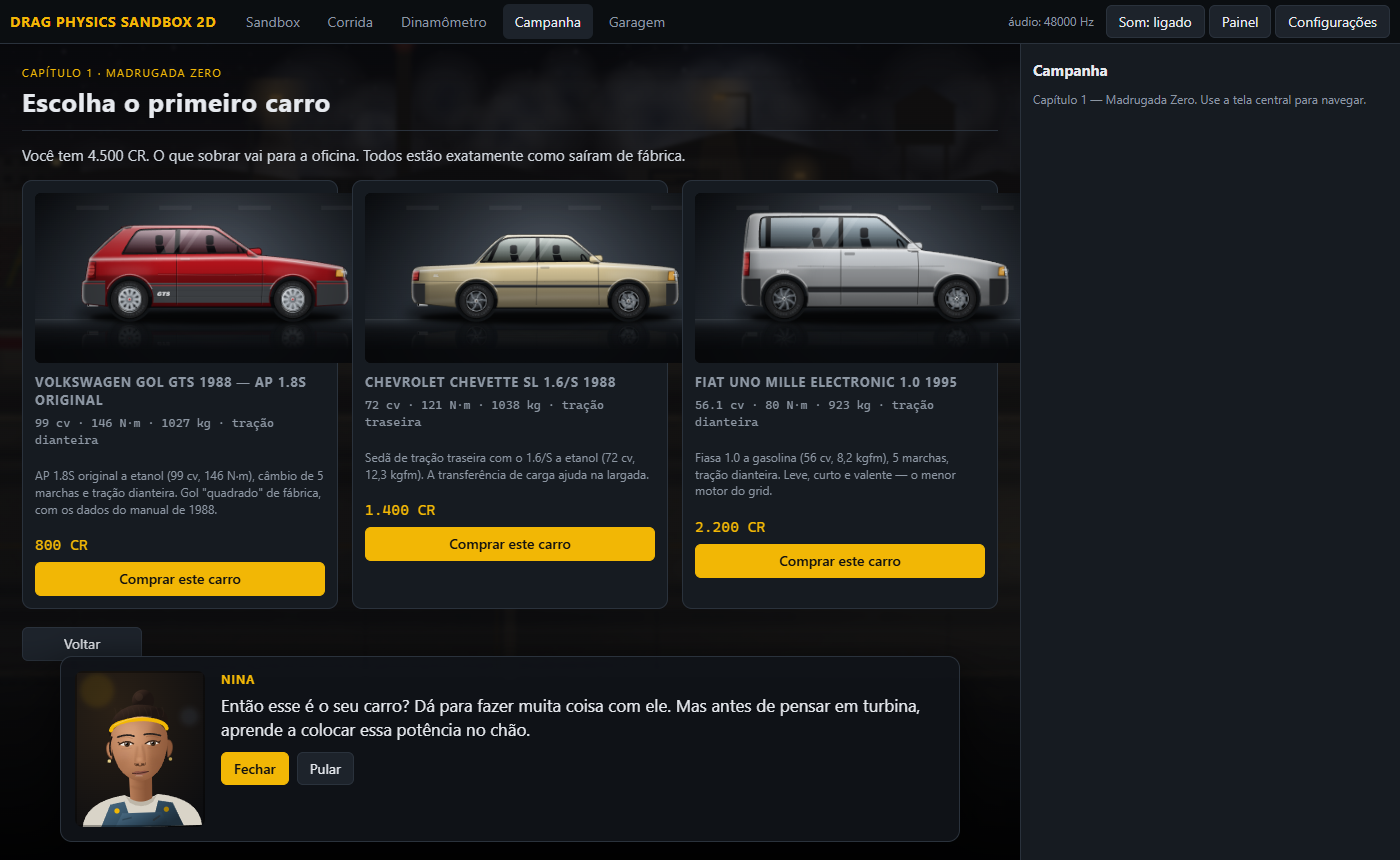 DRAG PHYSICS SANDBOX 2D
Sandbox
Corrida
Dinamômetro
Campanha
Garagem
áudio: 48000 Hz
Som: ligado
Painel
Configurações
CAPÍTULO 1 · MADRUGADA ZERO
Escolha o primeiro carro
Você tem 4.500 CR. O que sobrar vai para a oficina. Todos estão exatamente como saíram de fábrica.
GTS
VOLKSWAGEN GOL GTS 1988 — AP 1.8S
ORIGINAL
99 cv · 146 N·m · 1027 kg · tração
dianteira
AP 1.8S original a etanol (99 cv, 146 N·m), câmbio de 5
marchas e tração dianteira. Gol "quadrado" de fábrica,
com os dados do manual de 1988.
800 CR
Comprar este carro
CHEVROLET CHEVETTE SL 1.6/S 1988
72 cv · 121 N·m · 1038 kg · tração
traseira
Sedã de tração traseira com o 1.6/S a etanol (72 cv,
12,3 kgfm). A transferência de carga ajuda na largada.
1.400 CR
Comprar este carro
FIAT UNO MILLE ELECTRONIC 1.0 1995
56.1 cv · 80 N·m · 923 kg · tração
dianteira
Fiasa 1.0 a gasolina (56 cv, 8,2 kgfm), 5 marchas,
tração dianteira. Leve, curto e valente — o menor
motor do grid.
2.200 CR
Comprar este carro
Voltar
NINA
Então esse é o seu carro? Dá para fazer muita coisa com ele. Mas antes de pensar em turbina,
aprende a colocar essa potência no chão.
Fechar
Pular
Campanha
Capítulo 1 — Madrugada Zero. Use a tela central para navegar.